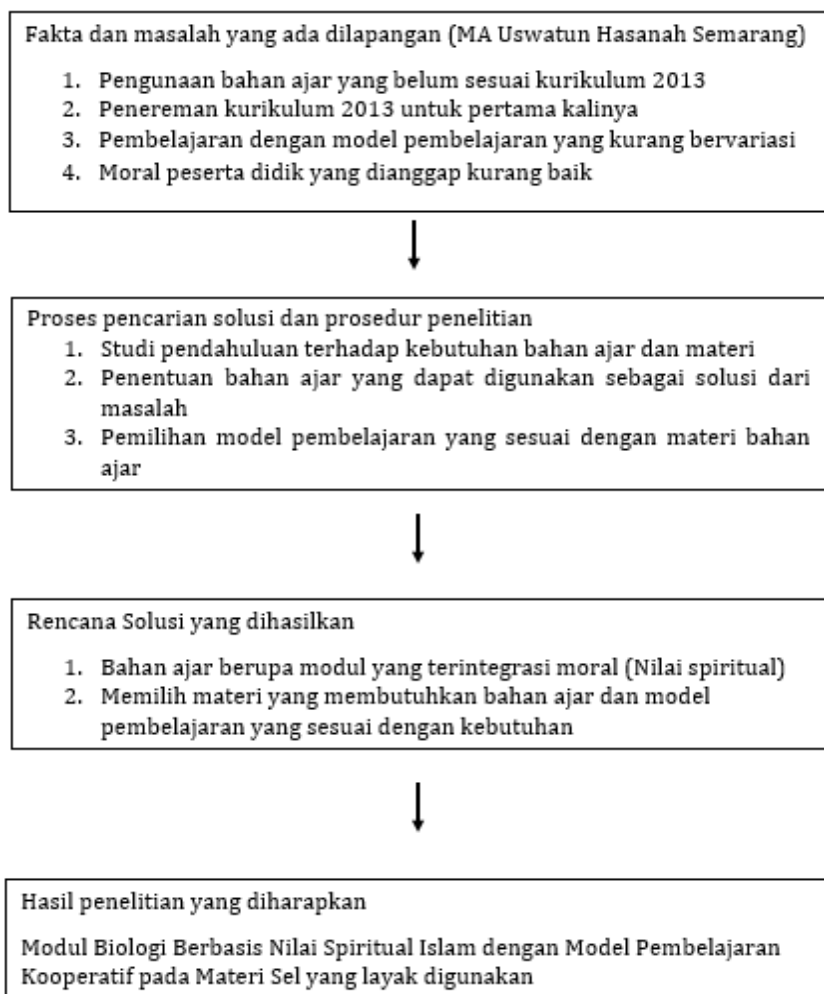 Fakta dan masalah yang ada dilapangan (MA Uswatun Hasanah Semarang)
1. Pengunaan bahan ajar yang belum sesuai kurikulum 2013
2. Penereman kurikulum 2013 untuk pertama kalinya
3. Pembelajaran dengan model pembelajaran yang kurang bervariasi
4. Moral peserta didik yang dianggap kurang baik
Proses pencarian solusi dan prosedur penelitian
1. Studi pendahuluan terhadap kebutuhan bahan ajar dan materi
2. Penentuan bahan ajar yang dapat digunakan sebagai solusi dari
masalah
3. Pemilihan model pembelajaran yang sesuai dengan materi bahan
ajar
Rencana Solusi yang dihasilkan
1. Bahan ajar berupa modul yang terintegrasi moral (Nilai spiritual)
2. Memilih materi yang membutuhkan bahan ajar dan model
pembelajaran yang sesuai dengan kebutuhan
Hasil penelitian yang diharapkan
Modul Biologi Berbasis Nilai Spiritual Islam dengan Model Pembelajaran
Kooperatif pada Materi Sel yang layak digunakan